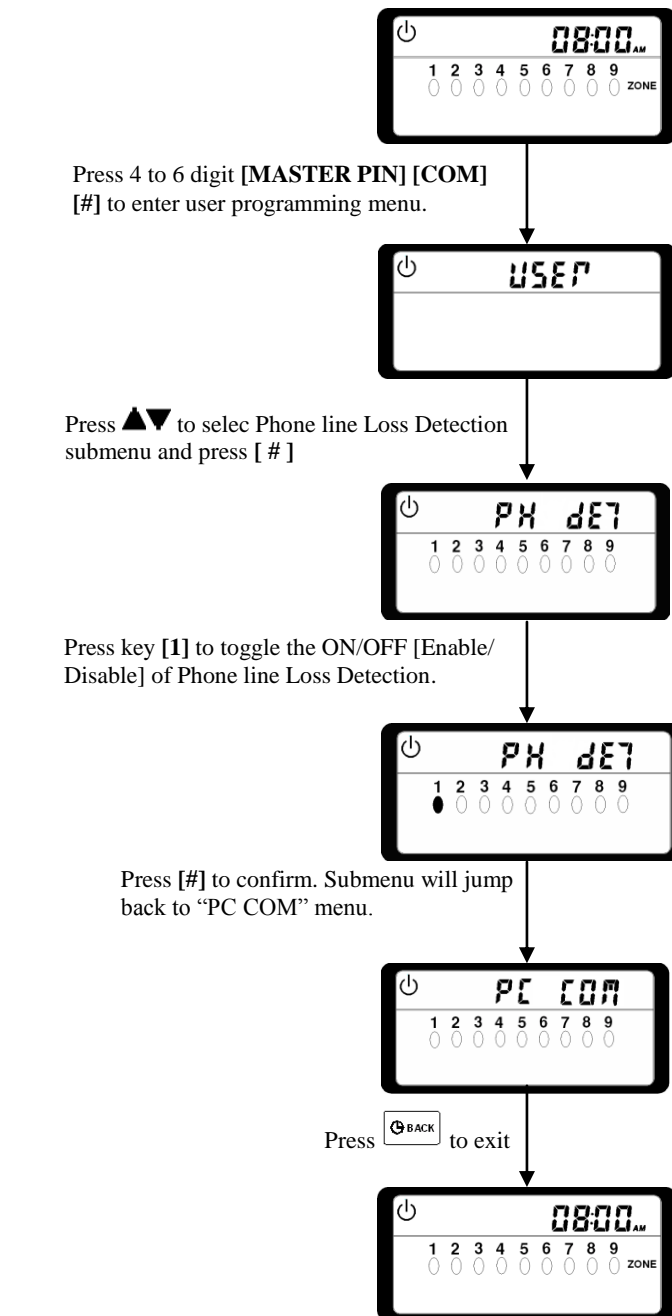 08:00 AM
1 2 3 4 5 6 7 8 9
ZONE
Press 4 to 6 digit [MASTER PIN] [COM]
[#] to enter user programming menu.
USER
Press ▲▼ to selec Phone line Loss Detection
submenu and press [ # ]
PH dET
1 2 3 4 5 6 7 8 9
Press key [1] to toggle the ON/OFF [Enable/
Disable] of Phone line Loss Detection.
PH dET
1 2 3 4 5 6 7 8 9
Press [#] to confirm. Submenu will jump
back to “PC COM” menu.
PC COM
1 2 3 4 5 6 7 8 9
Press BACK to exit
08:00 AM
1 2 3 4 5 6 7 8 9
ZONE